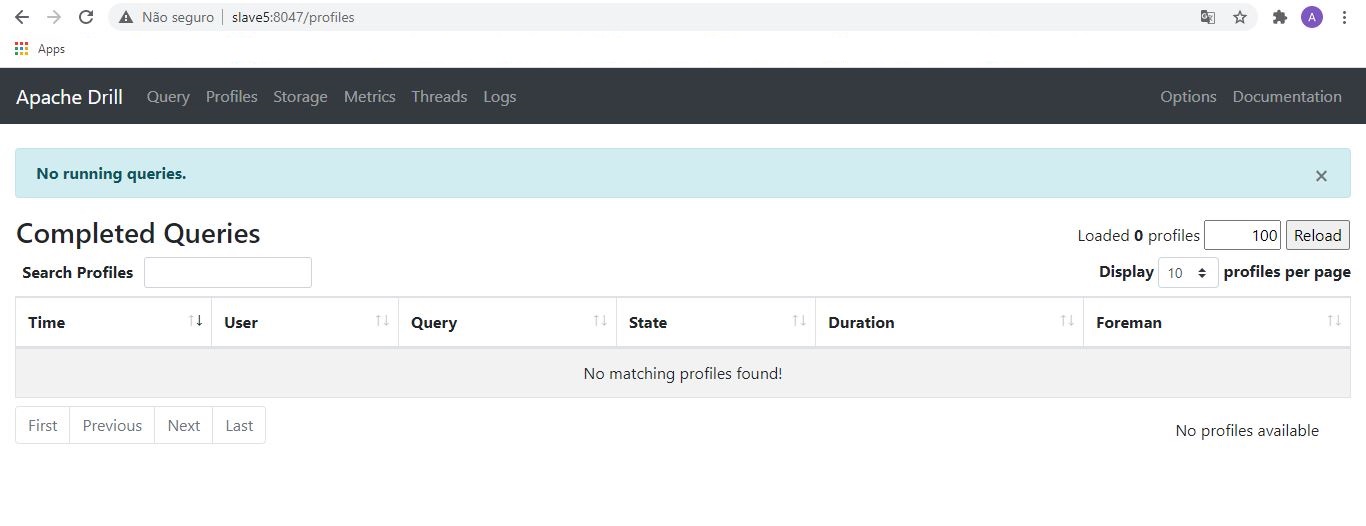 Não seguro slave5:8047/profiles A
Apps
Apache Drill Query Profiles Storage Metrics Threads Logs Options Documentation
No running queries. ×
Completed Queries Loaded 0 profiles 100 Reload
Search Profiles Display 10 profiles per page
Time User Query State Duration Foreman
No matching profiles found!
First Previous Next Last No profiles available